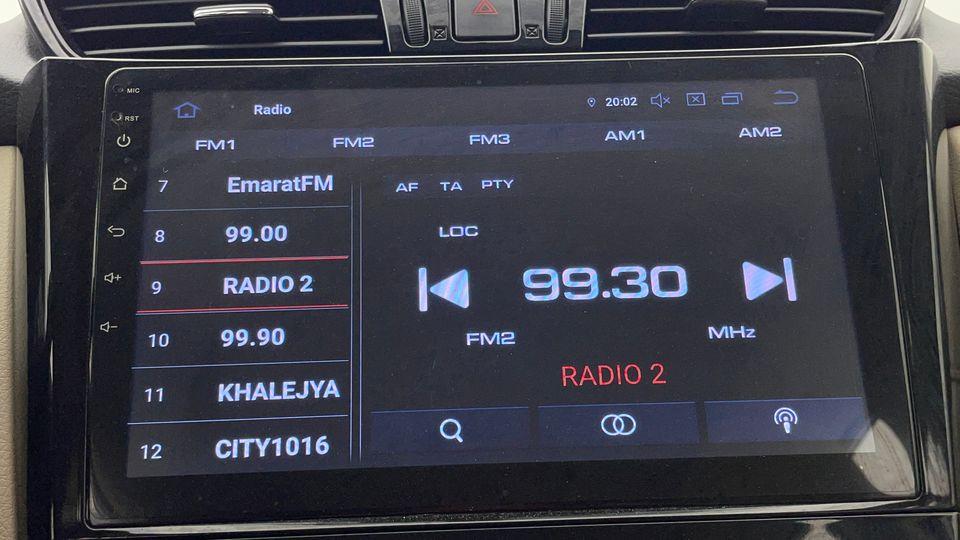 MIC
Radio
20:02
RST
FM1 FM2 FM3 AM1 AM2
7 EmaratFM
AF TA PTY
8 99.00
LOC
9 RADIO 2
99.30
10 99.90
FM2 MHz
RADIO 2
11 KHALEJYA
12 CITY1016